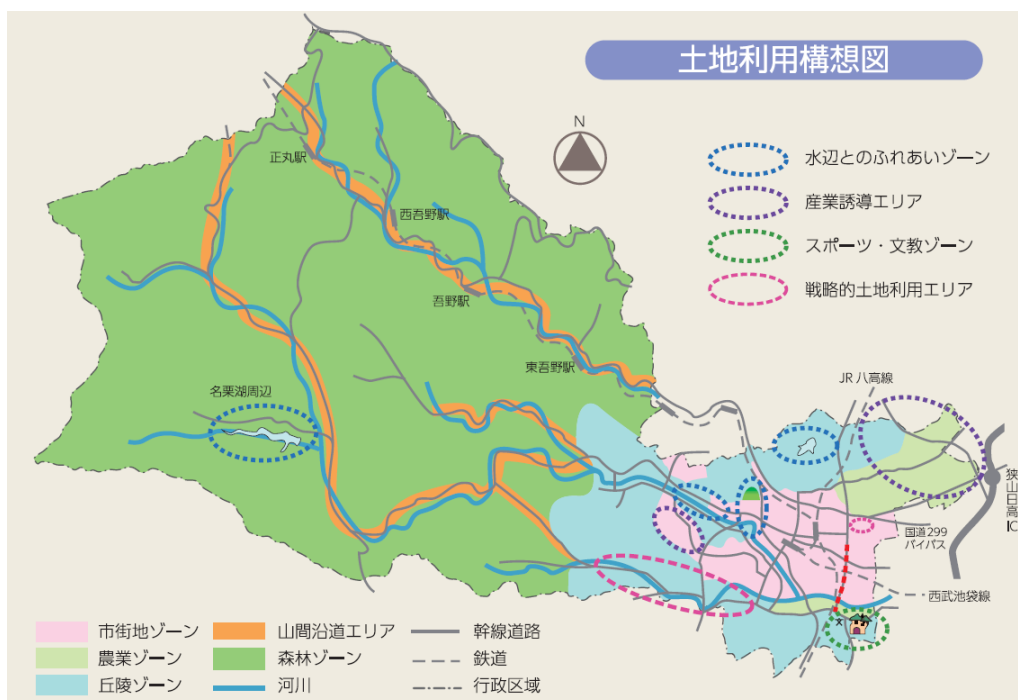 土地利用構想図
N
水辺とのふれあいゾーン
産業誘導エリア
スポーツ・文教ゾーン
戦略的土地利用エリア
正丸駅
西吾野駅
吾野駅
東吾野駅
名栗湖周辺
JR八高線
狭山日高IC
国道299
バイパス
西武池袋線
市街地ゾーン
山間沿道エリア
幹線道路
農業ゾーン
森林ゾーン
鉄道
丘陵ゾーン
河川
行政区域